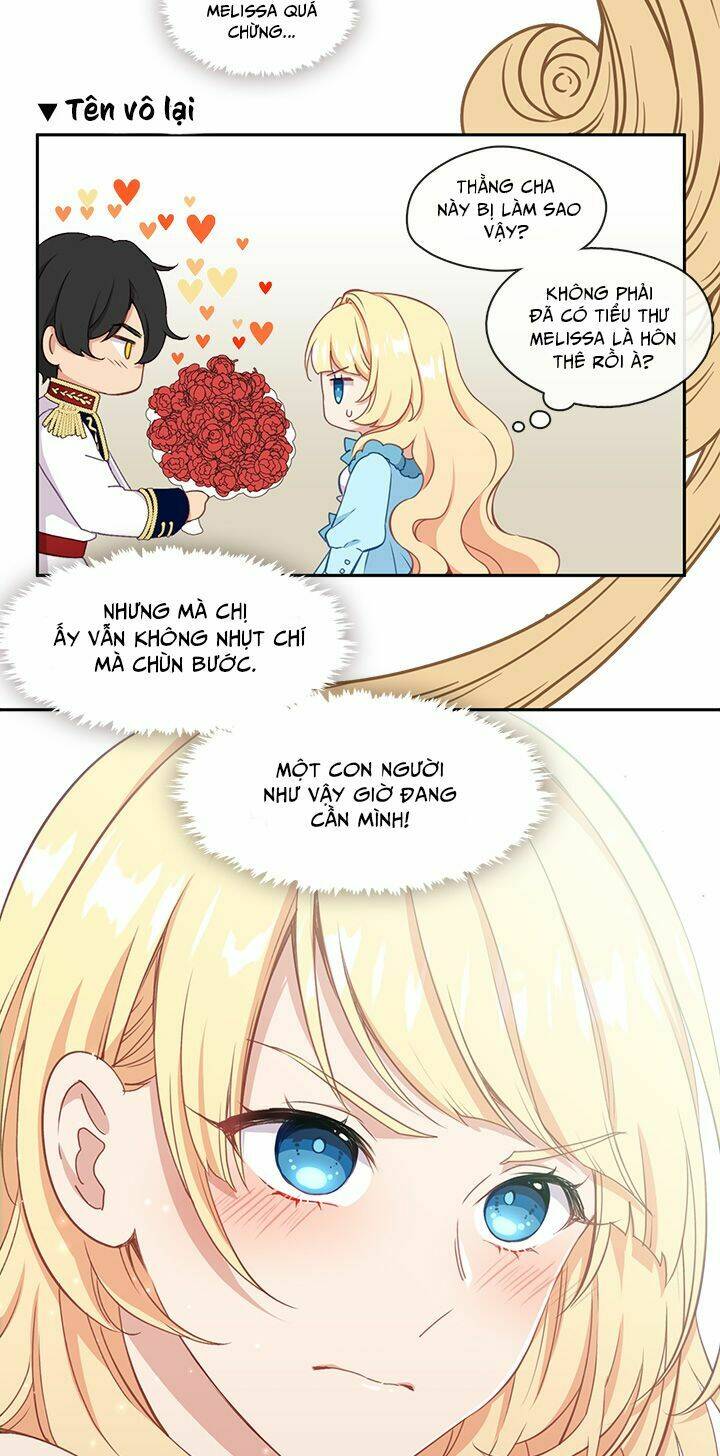 MELISSA QUÁ
CHỪNG...
▼ Tên vô lại
THẰNG CHA
NÀY BỊ LÀM SAO
VẬY?
KHÔNG PHẢI
ĐÃ CÓ TIỂU THƯ
MELISSA LÀ HÔN
THÊ RỒI À?
NHƯNG MÀ CHỊ
ẤY VẪN KHÔNG NHỤT CHÍ
MÀ CHÙN BƯỚC.
MỘT CON NGƯỜI
NHƯ VẬY GIỜ ĐANG
CẦN MÌNH!